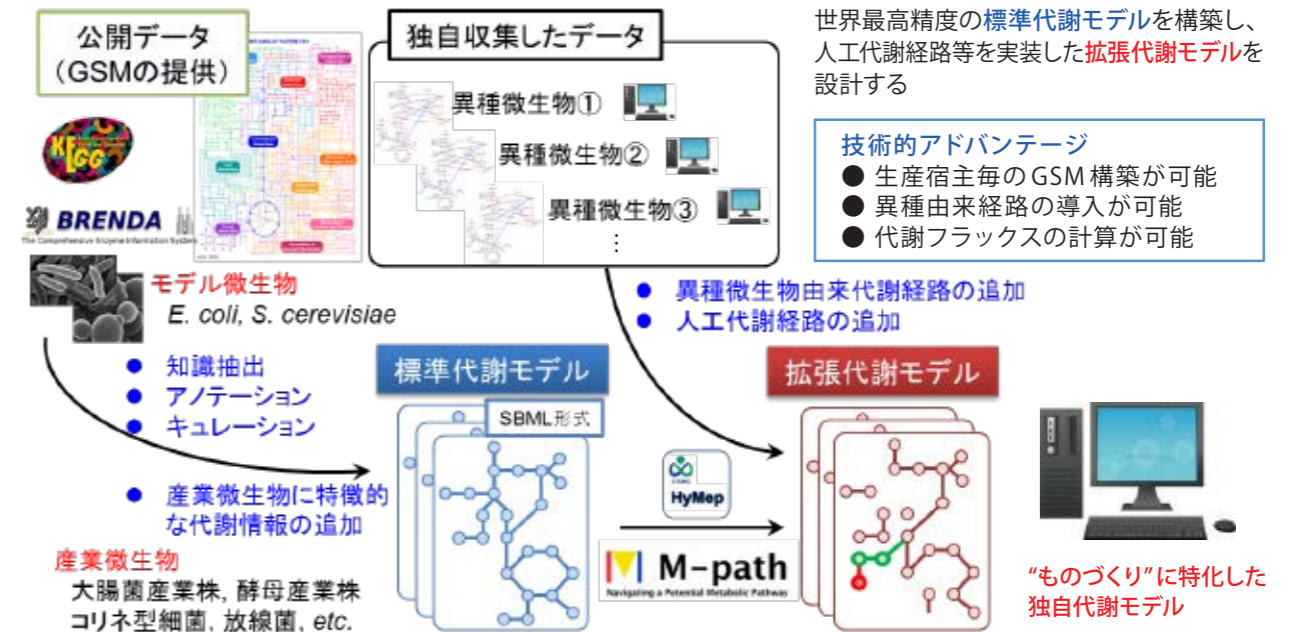 公開データ
(GSMの提供)
独自収集したデータ
異種微生物①
異種微生物②
異種微生物③
⋮
世界最高精度の標準代謝モデルを構築し、
人工代謝経路等を実装した拡張代謝モデルを
設計する
技術的アドバンテージ
● 生産宿主毎のGSM構築が可能
● 異種由来経路の導入が可能
● 代謝フラックスの計算が可能
KEGG
BRENDA
The Comprehensive Enzyme Information System
モデル微生物
E. coli, S. cerevisiae
● 異種微生物由来代謝経路の追加
● 人工代謝経路の追加
● 知識抽出
● アノテーション
● キュレーション
標準代謝モデル
SBML形式
拡張代謝モデル
● 産業微生物に特徴的
な代謝情報の追加
HyMep
M-path
Navigating a Potential Metabolic Pathway
産業微生物
大腸菌産業株, 酵母産業株
コリネ型細菌, 放線菌, etc.
“ものづくり”に特化した
独自代謝モデル